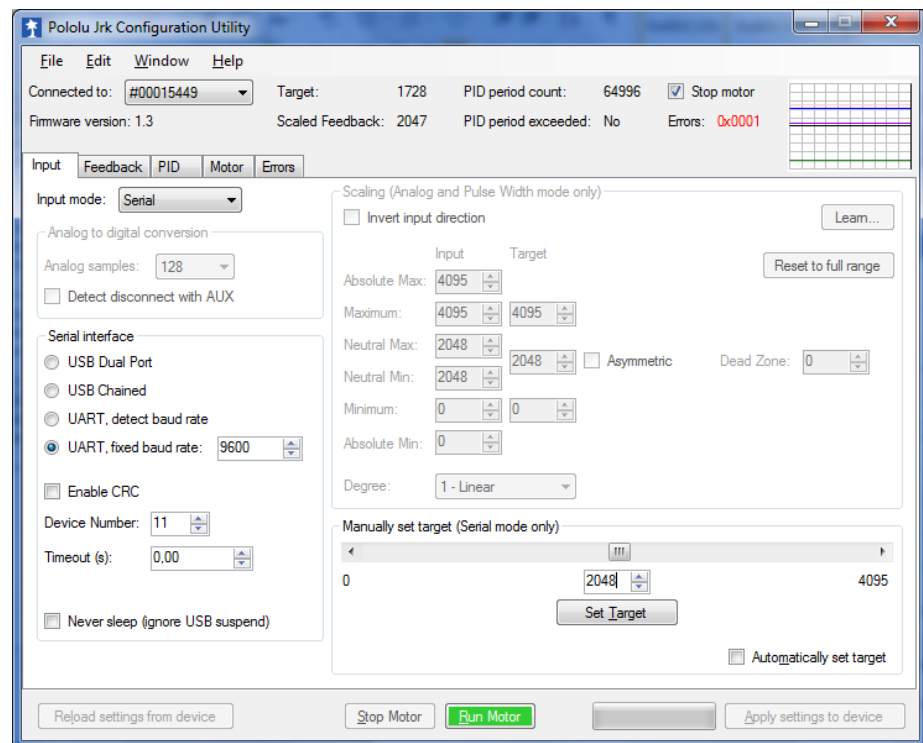 Pololu Jrk Configuration Utility
File Edit Window Help
Connected to: #00015449 Target: 1728 PID period count: 64996 Stop motor
Firmware version: 1.3 Scaled Feedback: 2047 PID period exceeded: No Errors: 0x0001
Input Feedback PID Motor Errors
Input mode: Serial
Analog to digital conversion
Analog samples: 128
Detect disconnect with AUX
Serial interface
USB Dual Port
USB Chained
UART, detect baud rate
UART, fixed baud rate: 9600
Enable CRC
Device Number: 11
Timeout (s): 0,00
Never sleep (ignore USB suspend)
Scaling (Analog and Pulse Width mode only)
Invert input direction Learn...
Input Target
Reset to full range
Absolute Max: 4095
Maximum: 4095 4095
Neutral Max: 2048
2048 Asymmetric Dead Zone: 0
Neutral Min: 2048
Minimum: 0 0
Absolute Min: 0
Degree: 1 - Linear
Manually set target (Serial mode only)
0 2048 4095
Set Target
Automatically set target
Reload settings from device Stop Motor Run Motor Apply settings to device